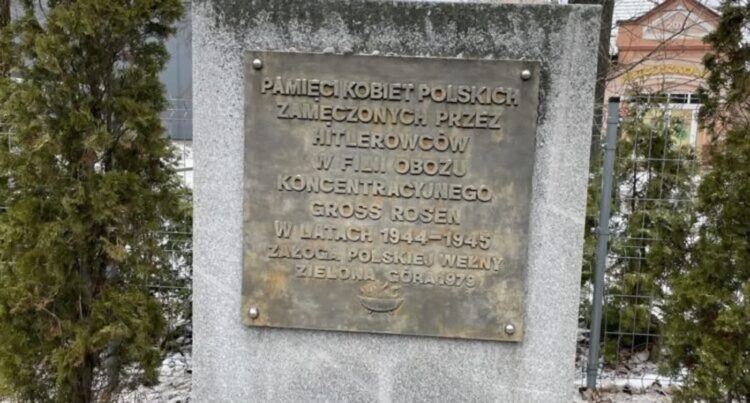 PAMIĘCI KOBIET POLSKICH
ZAMĘCZONYCH PRZEZ
HITLEROWCÓW
W FILII OBOZU
KONCENTRACYJNEGO
GROSS ROSEN
W LATACH 1944-1945
ZAŁOGA POLSKIEJ WEŁNY
ZIELONA GÓRA 1979